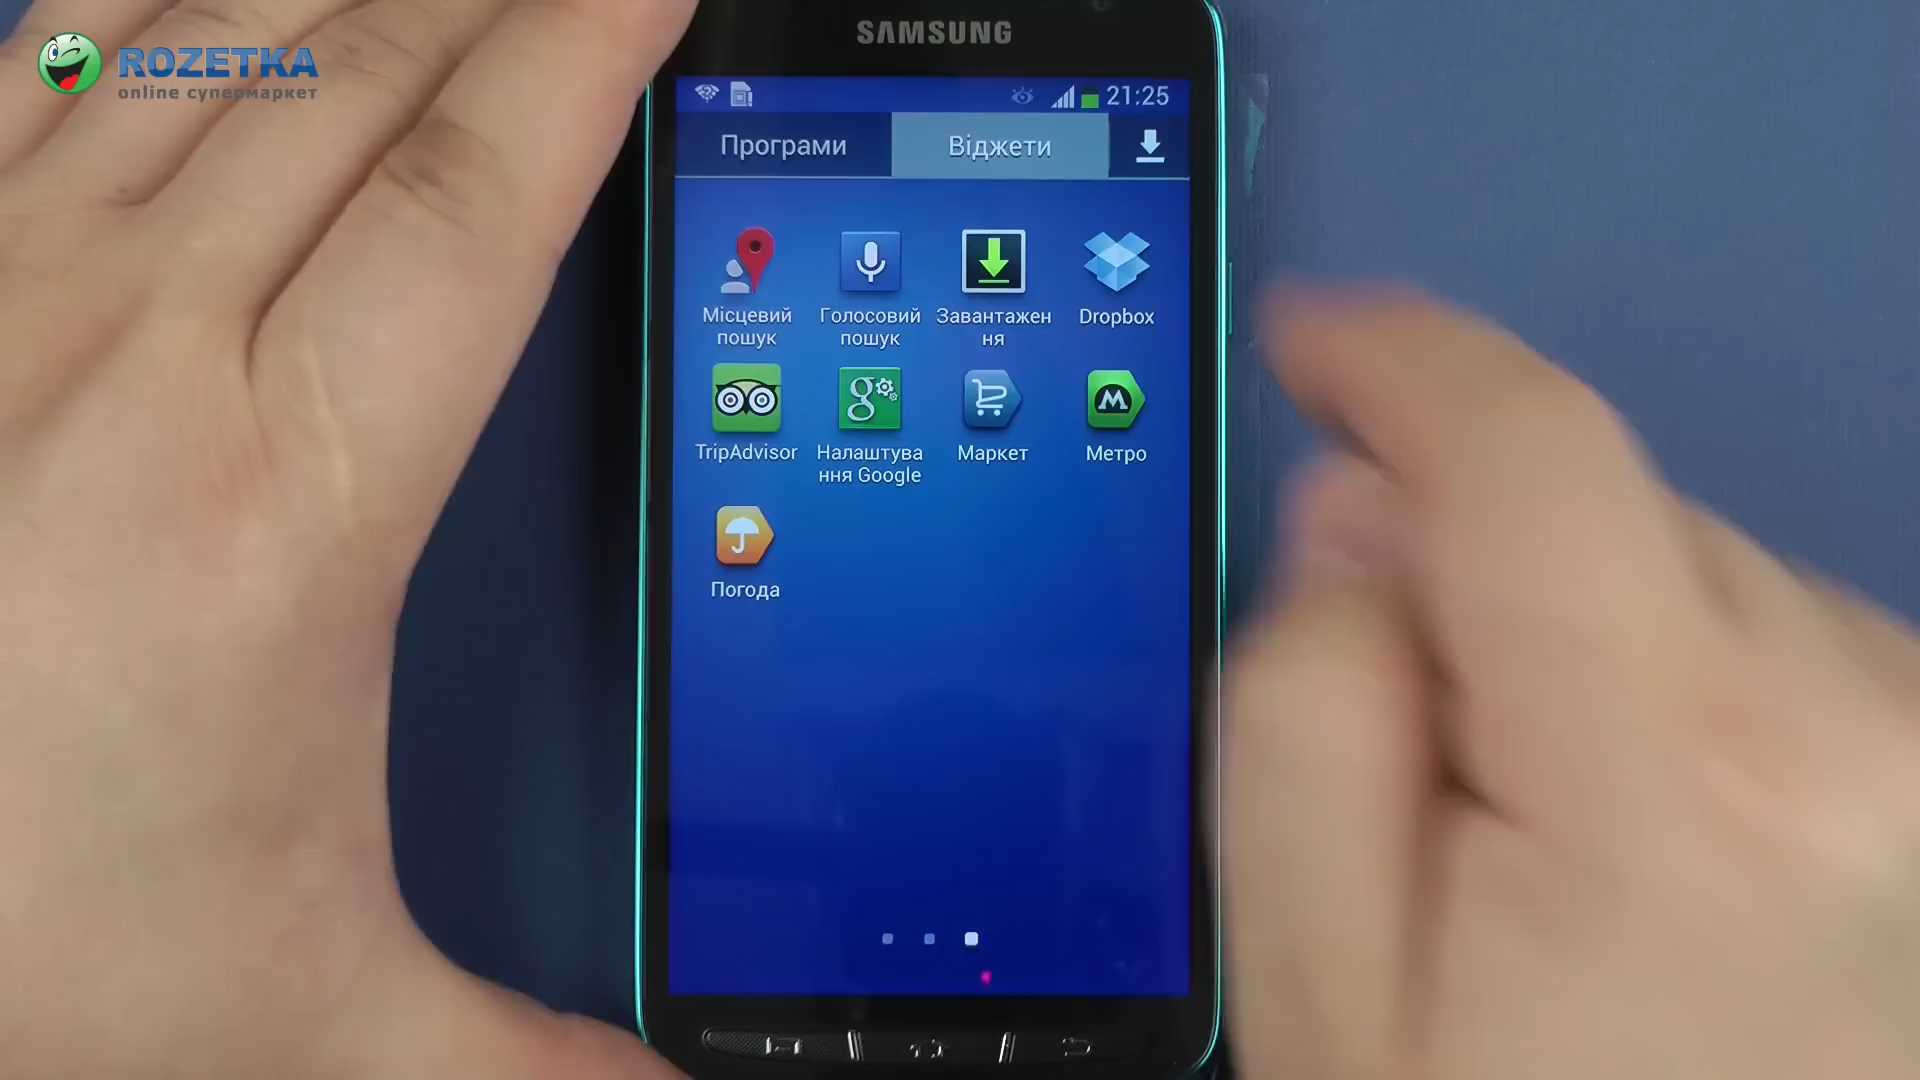 ROZETKA
online супермаркет
SAMSUNG
21:25
Програми
Віджети
Місцевий
пошук
Голосовий
пошук
Завантажен
ня
Dropbox
TripAdvisor
Налаштува
ння Google
Маркет
Метро
Погода